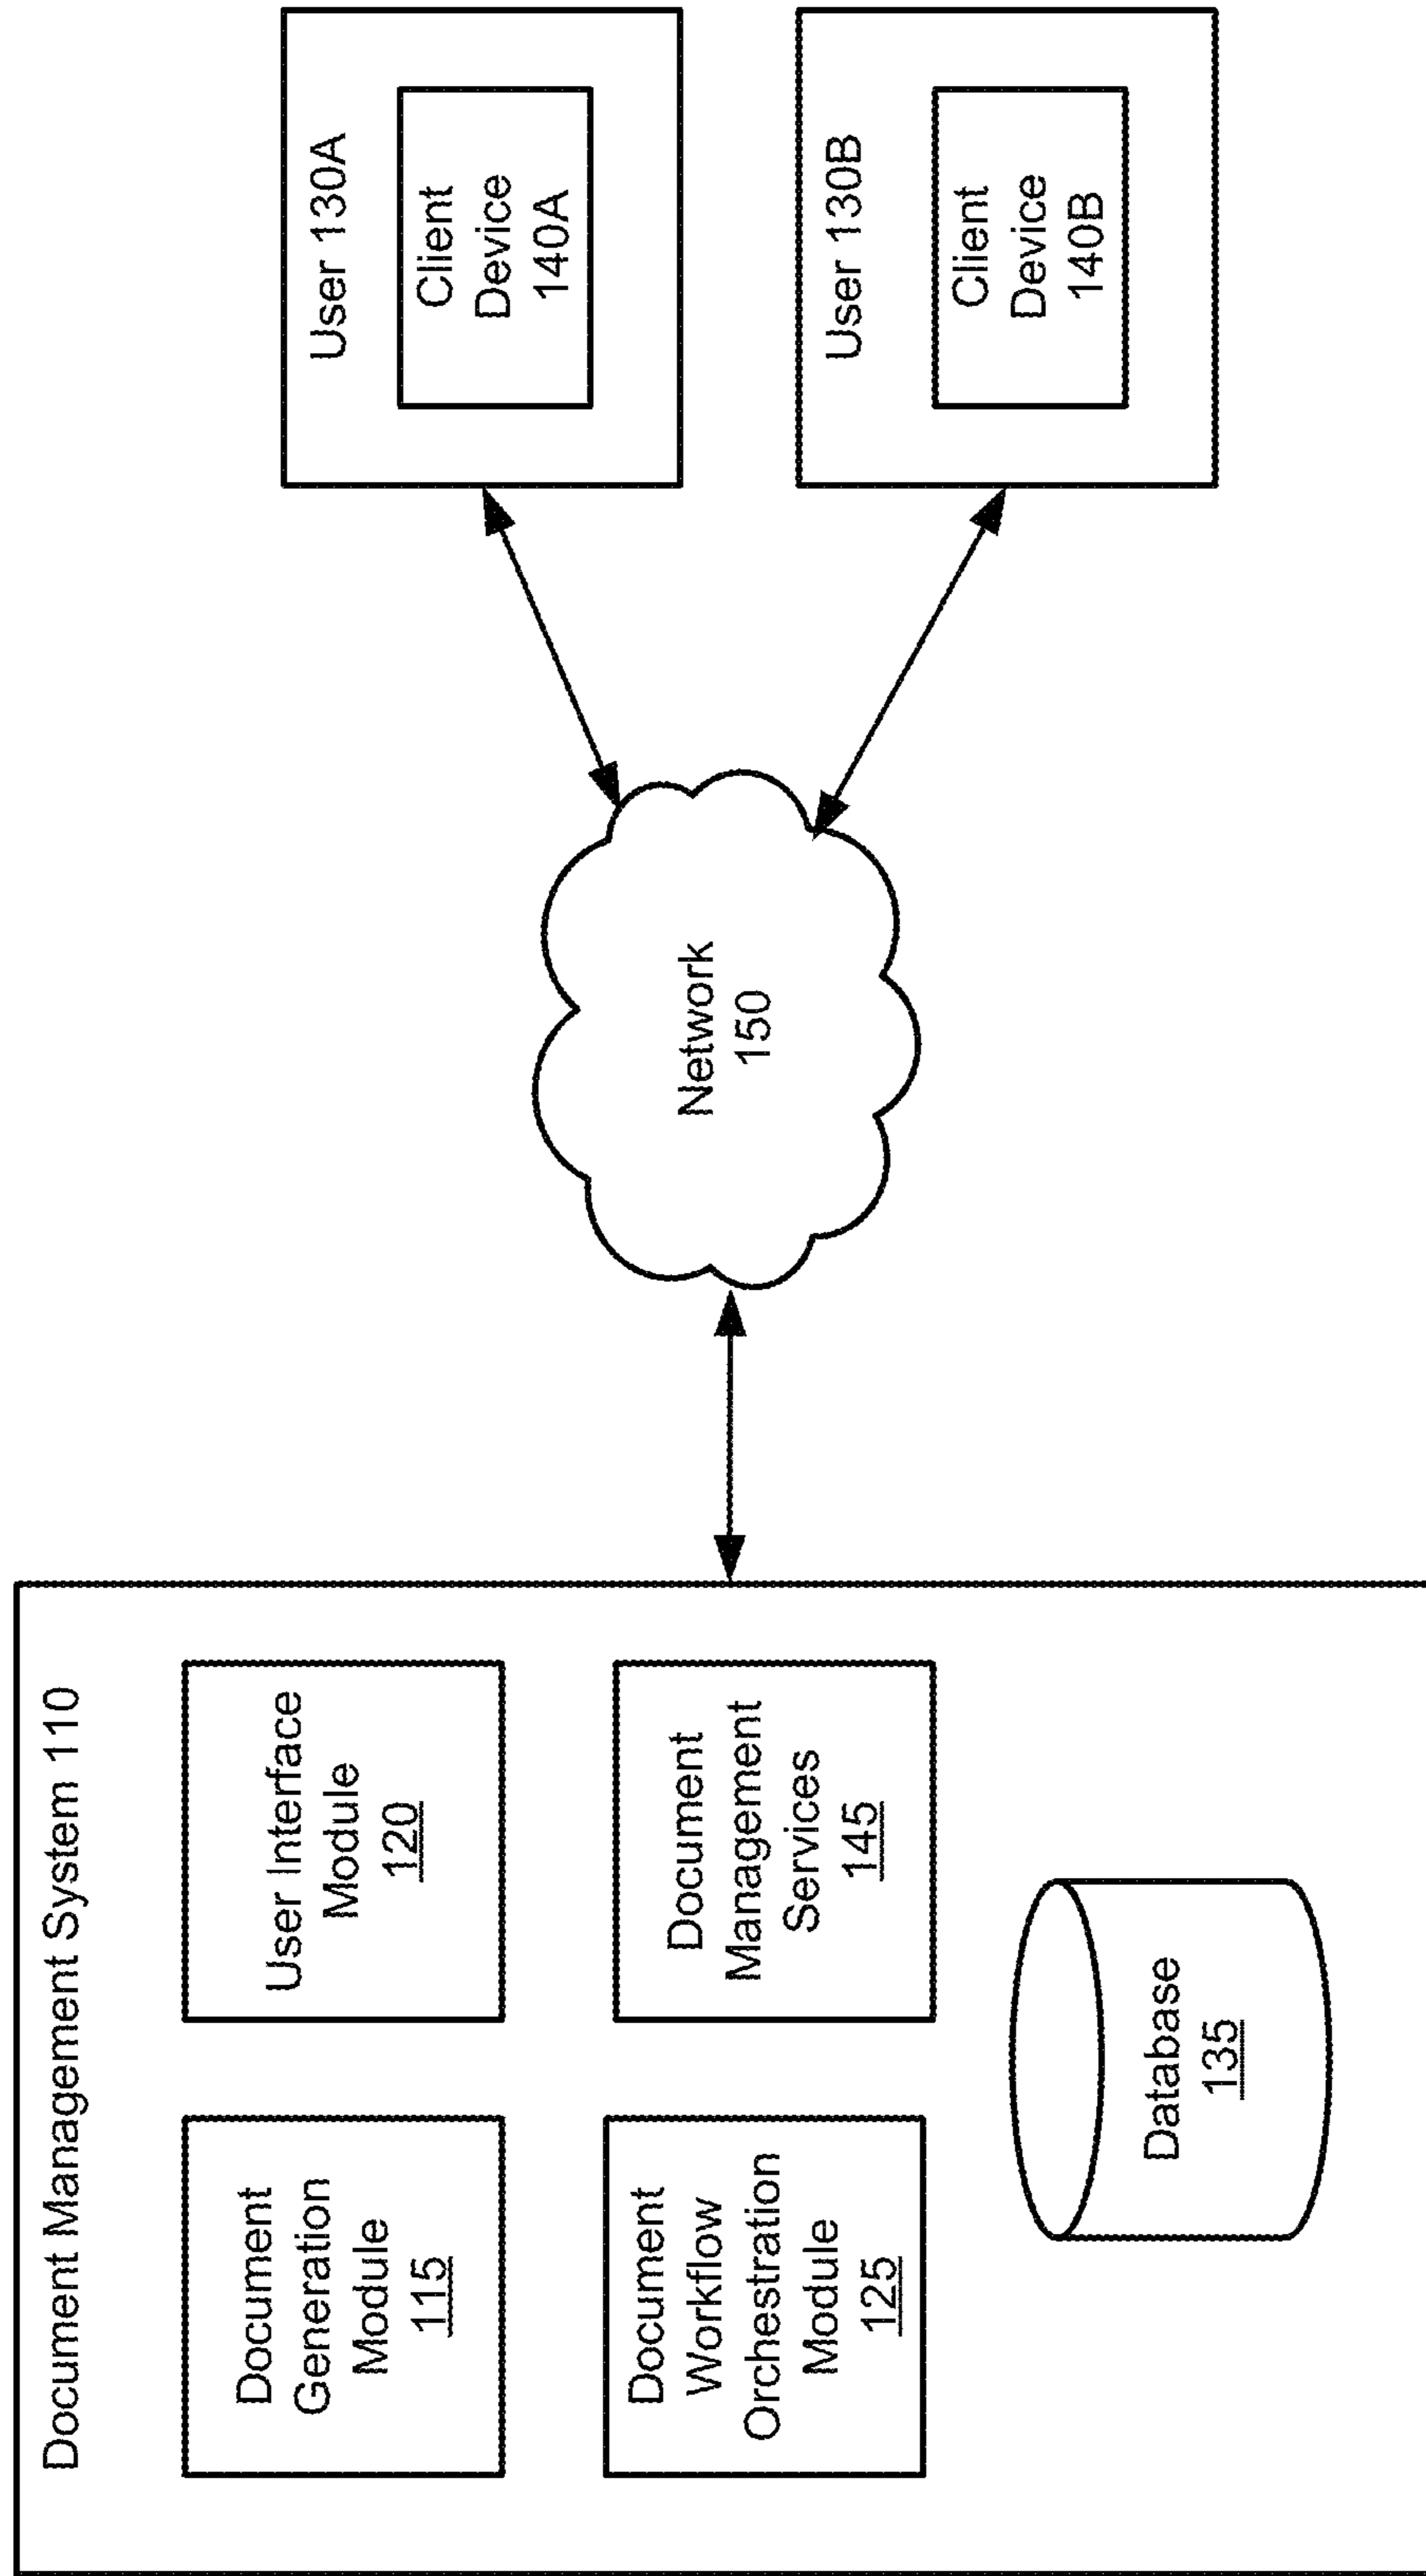 Document Management System 110
Document
Generation
Module
115
User Interface
Module
120
Document
Workflow
Orchestration
Module
125
Document
Management
Services
145
Database
135
Network
150
User 130A
Client
Device
140A
User 130B
Client
Device
140B